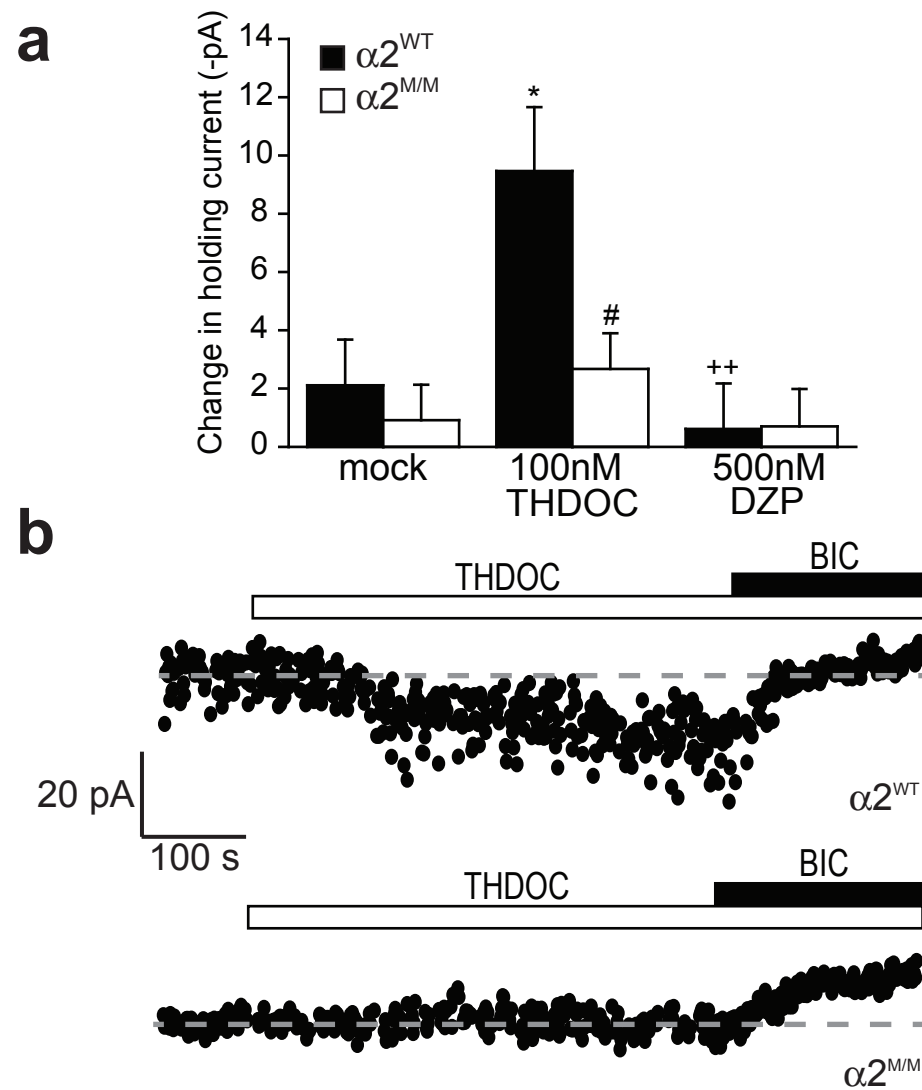 a
Change in holding current (-pA)
14
12
10
8
6
4
2
0
α2WT
α2M/M
*
#
++
mock
100nM
THDOC
500nM
DZP
b
BIC
THDOC
20 pA
100 s
α2WT
BIC
THDOC
α2M/M